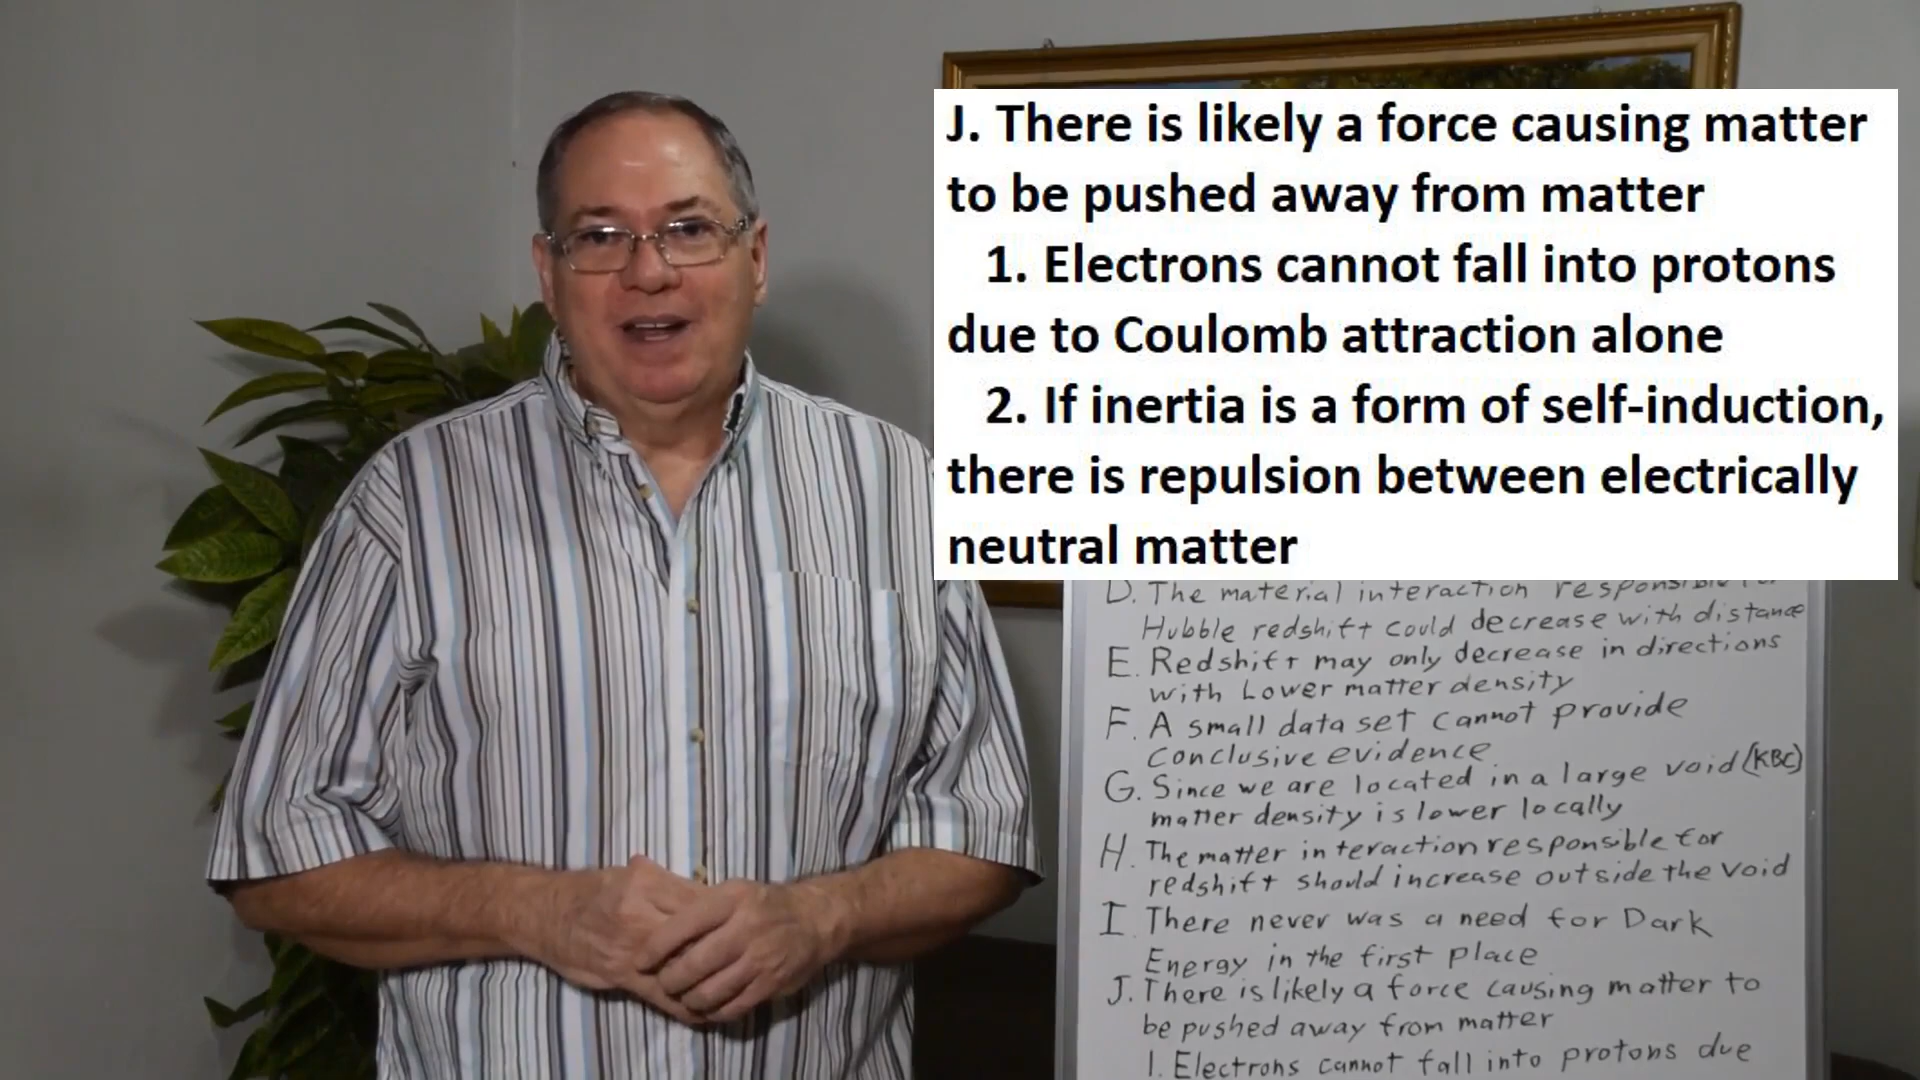 J. There is likely a force causing matter
to be pushed away from matter
1. Electrons cannot fall into protons
due to Coulomb attraction alone
2. If inertia is a form of self-induction,
there is repulsion between electrically
neutral matter
D. The material interaction responsible for
Hubble redshift could decrease with distance
E. Redshift may only decrease in directions
with Lower matter density
F. A small data set cannot provide
conclusive evidence
G. Since we are located in a large void (KBC)
matter density is lower locally
H. The matter interaction responsible for
redshift should increase outside the void
I There never was a need for Dark
Energy in the first place
J. There is likely a force causing matter to
be pushed away from matter
1. Electrons cannot fall into protons due